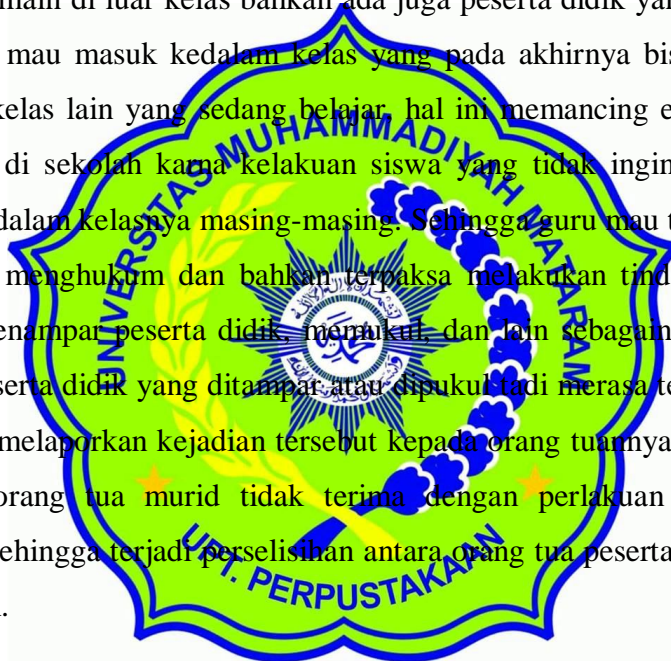 main di luar kelas bahkan ada juga peserta didik yan
mau masuk kedalam kelas yang pada akhirnya bis
kelas lain yang sedang belajar, hal ini memancing e
di sekolah karna kelakuan siswa yang tidak ingin
dalam kelasnya masing-masing. Sehingga guru mau t
menghukum dan bahkan terpaksa melakukan tind
enampar peserta didik, memukul, dan lain sebagain
serta didik yang ditampar atau dipukul tadi merasa te
melaporkan kejadian tersebut kepada orang tuannya
orang tua murid tidak terima dengan perlakuan
sehingga terjadi perselisihan antara orang tua peserta
UNIVERSITAS MUHAMMADIYAH MATARAM
UPT. PERPUSTAKAAN